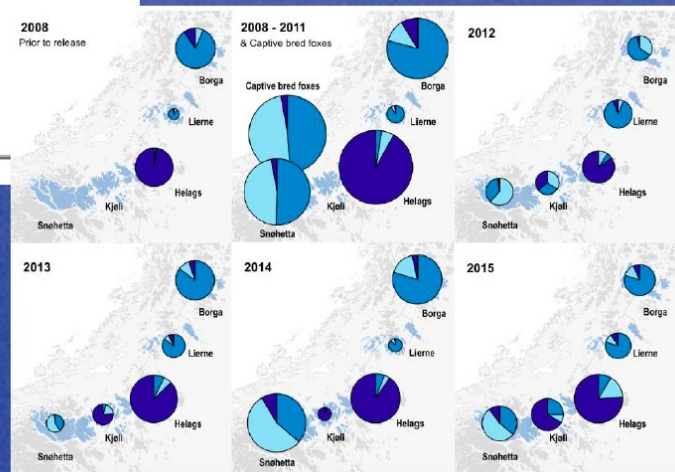 2008
Prior to release
Borga
Lierne
Helags
Snøhetta
2008 - 2011
& Captive bred foxes
Borga
Captive bred foxes
Lierne
Helags
Kjøli
Snøhetta
2012
Borga
Lierne
Helags
Kjøli
Snøhetta
2013
Borga
Lierne
Helags
Kjøli
Snøhetta
2014
Borga
Lierne
Helags
Kjøli
Snøhetta
2015
Borga
Lierne
Helags
Kjøli
Snøhetta